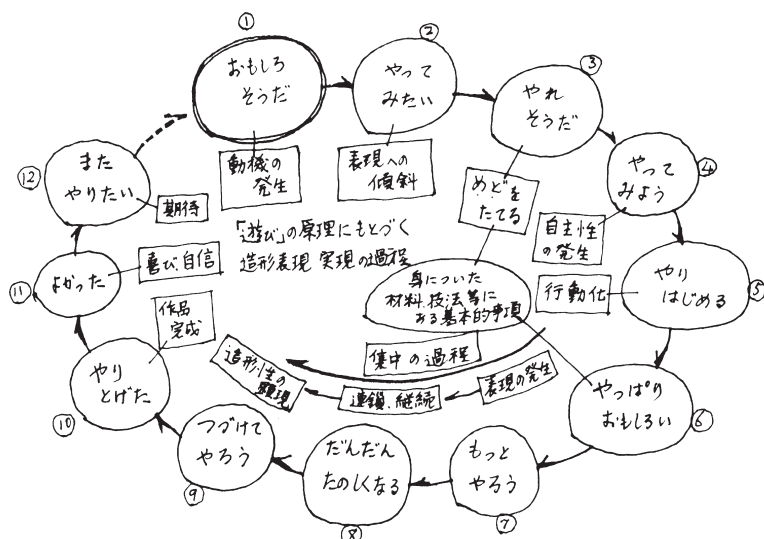 ①
おもしろ
そうだ
動機の
発生
②
やって
みたい
表現への
傾斜
③
やれ
そうだ
めどを
たてる
④
やって
みよう
自主性
の発生
⑤
やり
はじめる
行動化
⑥
やっぱり
おもしろい
身についた
材料、技法等に
ある基本的事項
集中の過程
表現の発生
連鎖、継続
造形性の
顕現
⑦
もっと
やろう
⑧
だんだん
たのしくなる
⑨
つづけて
やろう
⑩
やり
とげた
作品
完成
⑪
よかった
喜び、自信
⑫
また
やりたい
期待
「遊び」の原理にもとづく
造形表現 実現の過程